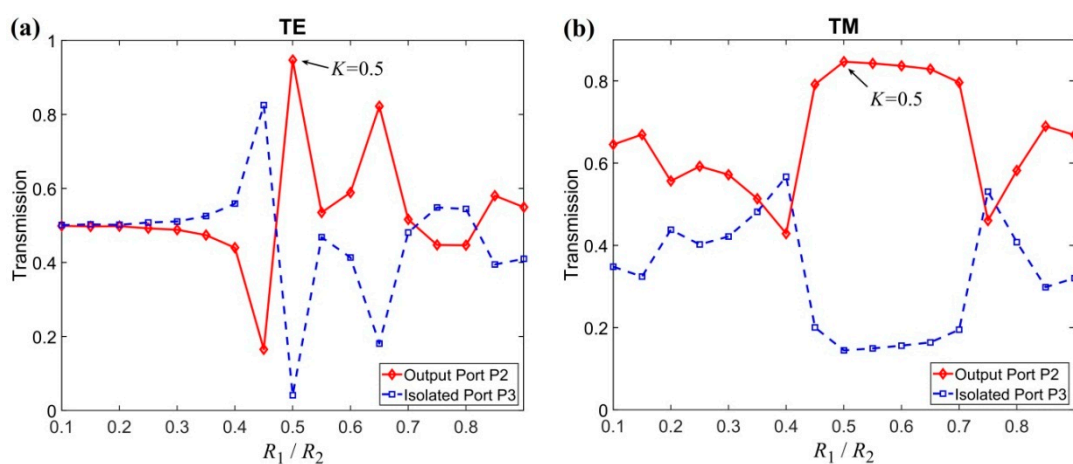 (a)
TE
Transmission
1
0.8
0.6
0.4
0.2
0
K=0.5
Output Port P2
Isolated Port P3
0.1 0.2 0.3 0.4 0.5 0.6 0.7 0.8
R1 / R2
(b)
TM
Transmission
0.8
0.6
0.4
0.2
0
K=0.5
Output Port P2
Isolated Port P3
0.1 0.2 0.3 0.4 0.5 0.6 0.7 0.8
R1 / R2